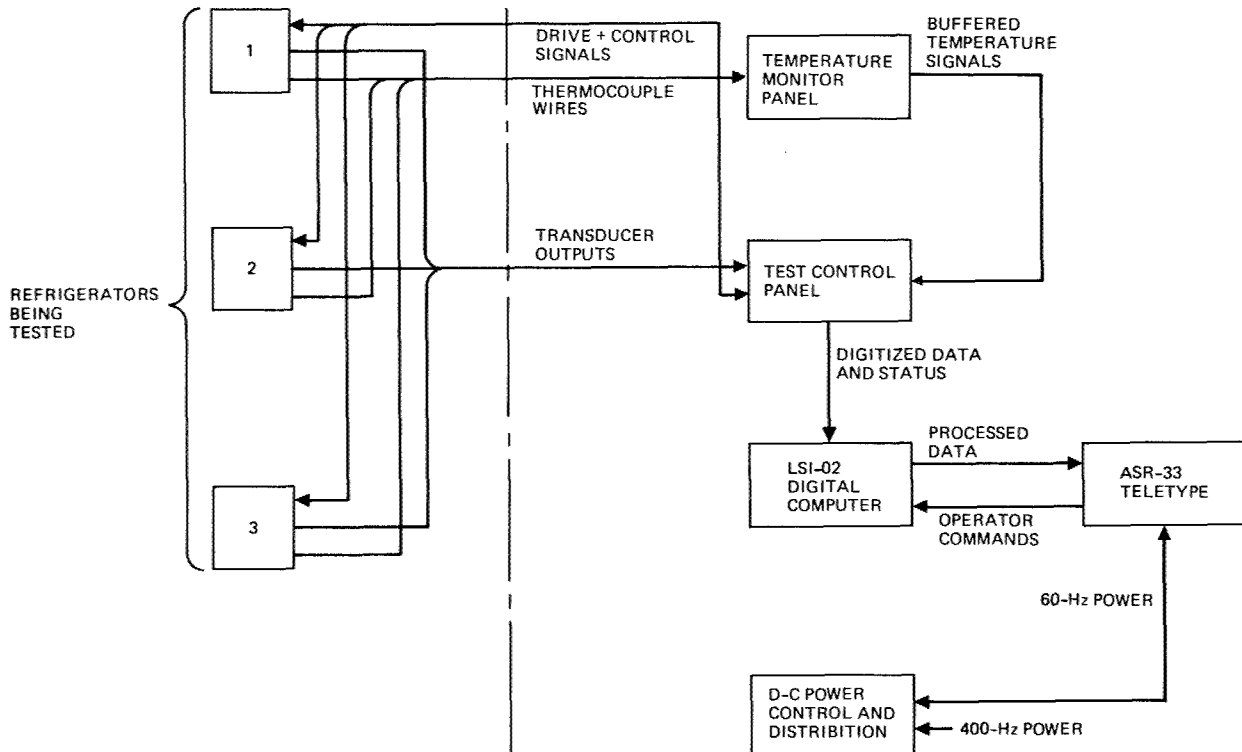 1
DRIVE + CONTROL
SIGNALS
THERMOCOUPLE
WIRES
TEMPERATURE
MONITOR
PANEL
BUFFERED
TEMPERATURE
SIGNALS
REFRIGERATORS
BEING
TESTED
2
TRANSDUCER
OUTPUTS
TEST CONTROL
PANEL
DIGITIZED DATA
AND STATUS
3
LSI-02
DIGITAL
COMPUTER
PROCESSED
DATA
OPERATOR
COMMANDS
ASR-33
TELETYPE
60-Hz POWER
D-C POWER
CONTROL AND
DISTRIBITION
400-Hz POWER